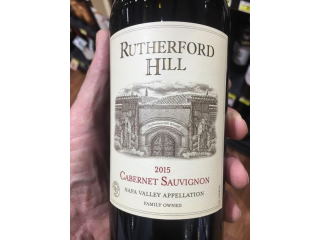 RUTHERFORD
HILL
2015
CABERNET SAUVIGNON
NAPA VALLEY APPELLATION
FAMILY OWNED